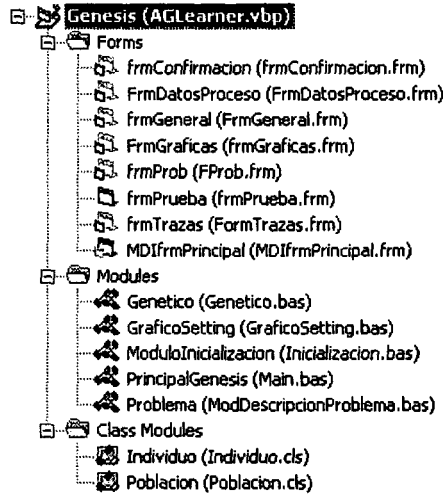 Genesis (AGLearner.vbp)
Forms
frmConfirmacion (frmConfirmacion.frm)
FrmDatosProceso (FrmDatosProceso.frm)
frmGeneral (FrmGeneral.frm)
FrmGraficas (frmGraficas.frm)
frmProb (FProb.frm)
frmPrueba (frmPrueba.frm)
frmTrazas (FormTrazas.frm)
MDIfrmPrincipal (MDIfrmPrincipal.frm)
Modules
Genetico (Genetico.bas)
GraficoSetting (GraficoSetting.bas)
ModuloInicializacion (Inicializacion.bas)
PrincipalGenesis (Main.bas)
Problema (ModDescripcionProblema.bas)
Class Modules
Individuo (Individuo.cls)
Poblacion (Poblacion.cls)